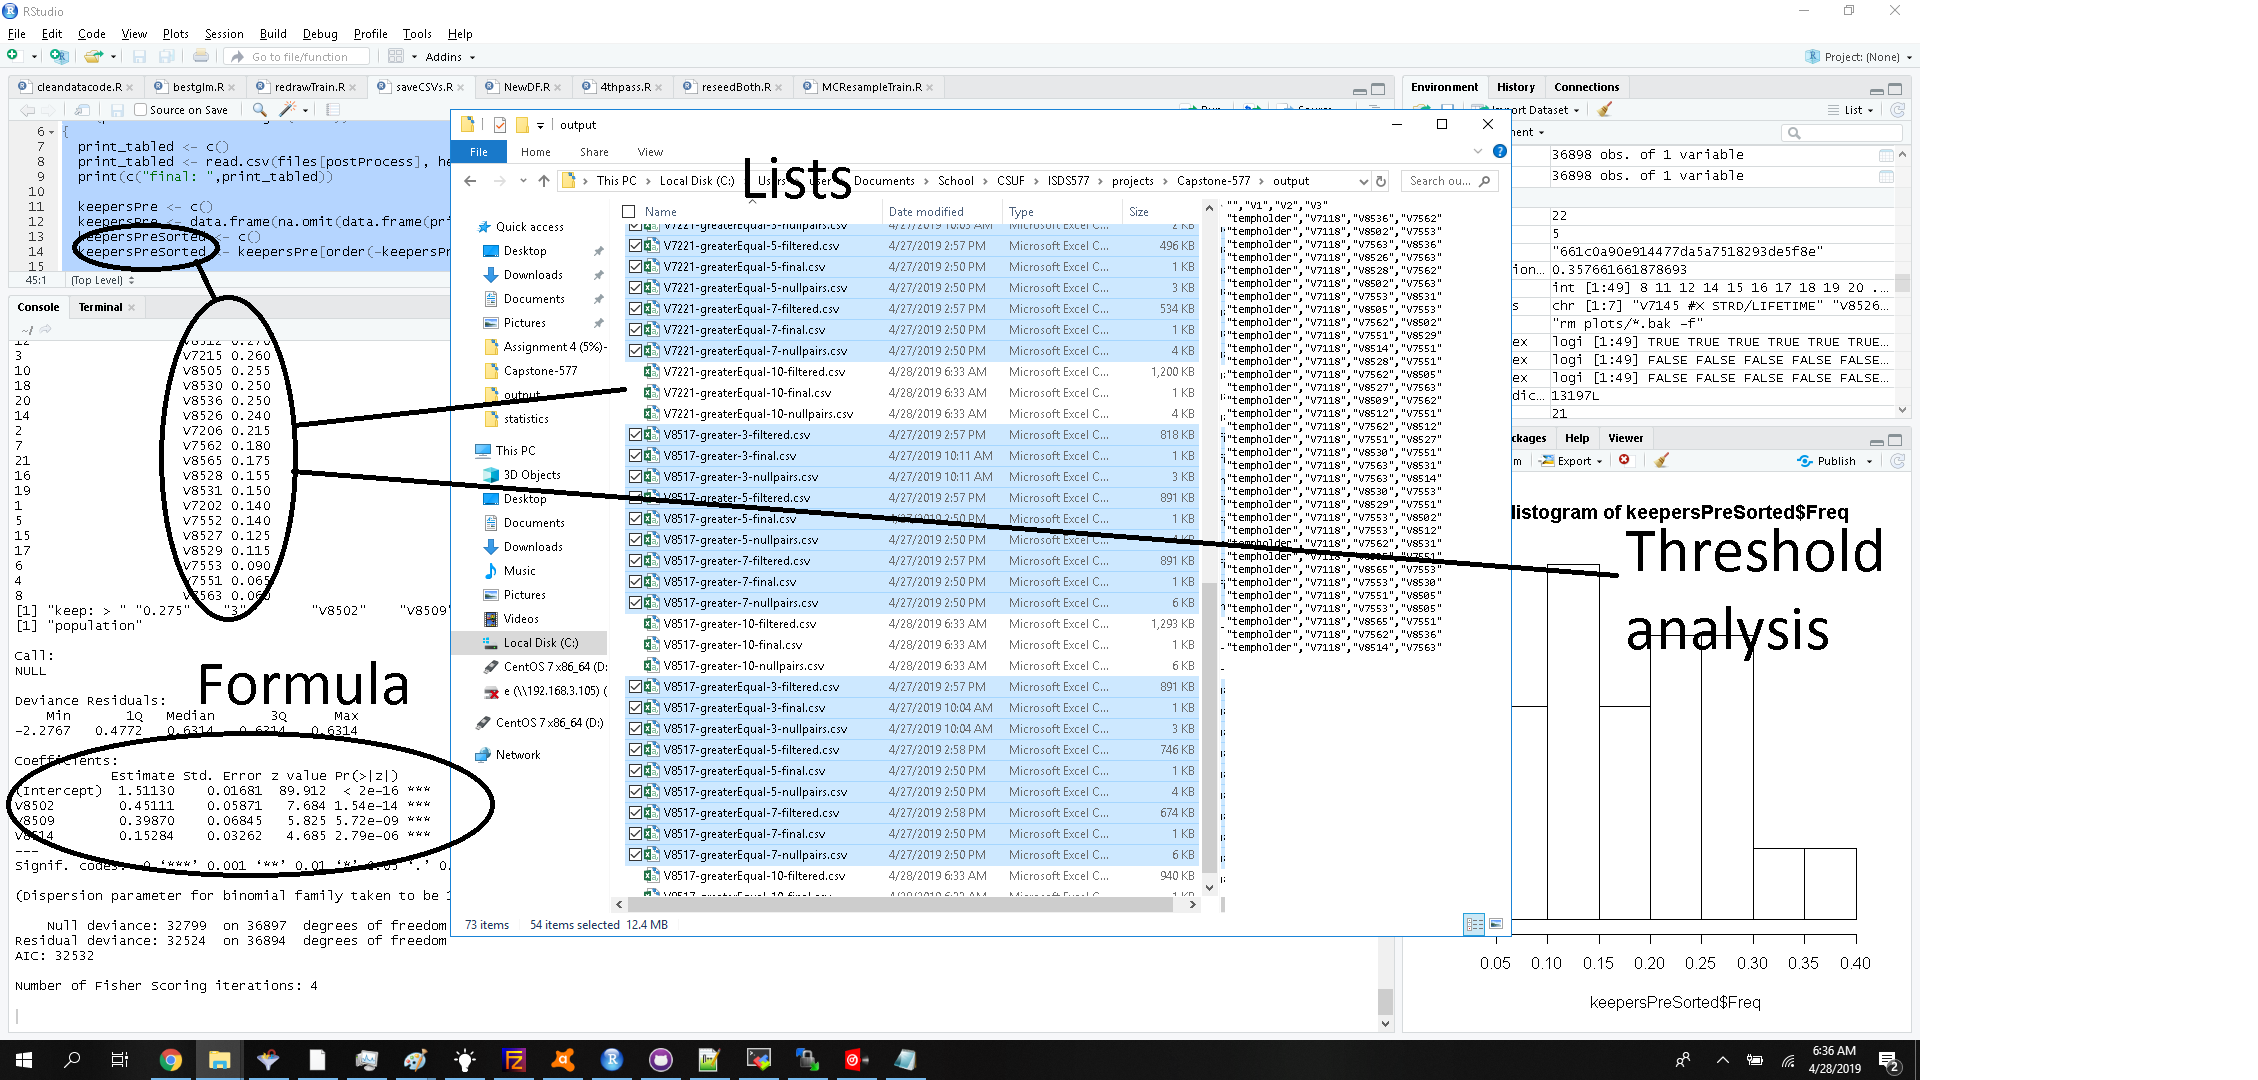 RStudio
File Edit Code View Plots Session Build Debug Profile Tools Help
Go to file/function Addins Project: (None)
cleandatacode.R bestglm.R redrawTrain.R saveCSVs.R NewDF.R 4thpass.R reseedBoth.R MCResampleTrain.R
Source on Save
6 {
7 print_tabled <- c()
8 print_tabled <- read.csv(files[postProcess], he
9 print(c("final: ",print_tabled))
10
11 keepersPre <- c()
12 keepersPre <- data.frame(na.omit(data.frame(pri
13 keepersPreSorted <- c()
14 keepersPreSorted <- keepersPre[order(-keepersPr
15
45:1 (Top Level)
Console Terminal
~/
12 V8512 0.270
3 V7215 0.260
10 V8505 0.255
18 V8530 0.250
20 V8536 0.250
14 V8526 0.240
2 V7206 0.215
7 V7562 0.180
21 V8565 0.175
16 V8528 0.155
19 V8531 0.150
1 V7202 0.140
5 V7552 0.140
15 V8527 0.125
17 V8529 0.115
6 V7553 0.090
4 V7551 0.065
8 V7563 0.060
[1] "keep: > " "0.275" "3" "V8502" "V8509"
[1] "population"
Call:
NULL
Formula
Deviance Residuals:
Min 1Q Median 3Q Max
-2.2767 0.4772 0.6314 0.6314 0.6314
Coefficients:
Estimate Std. Error z value Pr(>|z|)
(Intercept) 1.51130 0.01681 89.912 < 2e-16 ***
V8502 0.45111 0.05871 7.684 1.54e-14 ***
V8509 0.39870 0.06845 5.825 5.72e-09 ***
V8514 0.15284 0.03262 4.685 2.79e-06 ***
---
Signif. codes: 0 ‘***’ 0.001 ‘**’ 0.01 ‘*’ 0.05 ‘.’ 0.
(Dispersion parameter for binomial family taken to be 1
Null deviance: 32799 on 36897 degrees of freedom
Residual deviance: 32524 on 36894 degrees of freedom
AIC: 32532
Number of Fisher Scoring iterations: 4
output
File Home Share View
Lists
This PC Local Disk (C:) Users user Documents School CSUF ISDS577 projects Capstone-577 output Search ou...
Quick access
Desktop
Downloads
Documents
Pictures
Assignment 4 (5%)-
Capstone-577
output
statistics
This PC
3D Objects
Desktop
Documents
Downloads
Music
Pictures
Videos
Local Disk (C:)
CentOS 7 x86_64 (D:
e (\\192.168.3.105) (
CentOS 7 x86_64 (D:)
Network
Name Date modified Type Size
V7221-greaterEqual-3-nullpairs.csv 4/27/2019 10:03 AM Microsoft Excel C... 2 KB
V7221-greaterEqual-5-filtered.csv 4/27/2019 2:57 PM Microsoft Excel C... 496 KB
V7221-greaterEqual-5-final.csv 4/27/2019 2:50 PM Microsoft Excel C... 1 KB
V7221-greaterEqual-5-nullpairs.csv 4/27/2019 2:50 PM Microsoft Excel C... 3 KB
V7221-greaterEqual-7-filtered.csv 4/27/2019 2:57 PM Microsoft Excel C... 534 KB
V7221-greaterEqual-7-final.csv 4/27/2019 2:50 PM Microsoft Excel C... 1 KB
V7221-greaterEqual-7-nullpairs.csv 4/27/2019 2:50 PM Microsoft Excel C... 4 KB
V7221-greaterEqual-10-filtered.csv 4/28/2019 6:33 AM Microsoft Excel C... 1,200 KB
V7221-greaterEqual-10-final.csv 4/28/2019 6:33 AM Microsoft Excel C... 1 KB
V7221-greaterEqual-10-nullpairs.csv 4/28/2019 6:33 AM Microsoft Excel C... 4 KB
V8517-greater-3-filtered.csv 4/27/2019 2:57 PM Microsoft Excel C... 818 KB
V8517-greater-3-final.csv 4/27/2019 10:11 AM Microsoft Excel C... 1 KB
V8517-greater-3-nullpairs.csv 4/27/2019 10:11 AM Microsoft Excel C... 3 KB
V8517-greater-5-filtered.csv 4/27/2019 2:57 PM Microsoft Excel C... 891 KB
V8517-greater-5-final.csv 4/27/2019 2:50 PM Microsoft Excel C... 1 KB
V8517-greater-5-nullpairs.csv 4/27/2019 2:50 PM Microsoft Excel C... KB
V8517-greater-7-filtered.csv 4/27/2019 2:57 PM Microsoft Excel C... 891 KB
V8517-greater-7-final.csv 4/27/2019 2:50 PM Microsoft Excel C... 1 KB
V8517-greater-7-nullpairs.csv 4/27/2019 2:50 PM Microsoft Excel C... 6 KB
V8517-greater-10-filtered.csv 4/28/2019 6:33 AM Microsoft Excel C... 1,293 KB
V8517-greater-10-final.csv 4/28/2019 6:33 AM Microsoft Excel C... 1 KB
V8517-greater-10-nullpairs.csv 4/28/2019 6:33 AM Microsoft Excel C... 6 KB
V8517-greaterEqual-3-filtered.csv 4/27/2019 2:57 PM Microsoft Excel C... 891 KB
V8517-greaterEqual-3-final.csv 4/27/2019 10:04 AM Microsoft Excel C... 1 KB
V8517-greaterEqual-3-nullpairs.csv 4/27/2019 10:04 AM Microsoft Excel C... 3 KB
V8517-greaterEqual-5-filtered.csv 4/27/2019 2:58 PM Microsoft Excel C... 746 KB
V8517-greaterEqual-5-final.csv 4/27/2019 2:50 PM Microsoft Excel C... 1 KB
V8517-greaterEqual-5-nullpairs.csv 4/27/2019 2:50 PM Microsoft Excel C... 4 KB
V8517-greaterEqual-7-filtered.csv 4/27/2019 2:58 PM Microsoft Excel C... 674 KB
V8517-greaterEqual-7-final.csv 4/27/2019 2:50 PM Microsoft Excel C... 1 KB
V8517-greaterEqual-7-nullpairs.csv 4/27/2019 2:50 PM Microsoft Excel C... 6 KB
V8517-greaterEqual-10-filtered.csv 4/28/2019 6:33 AM Microsoft Excel C... 940 KB
V8517-greaterEqual-10-final.csv 4/28/2019 6:33 AM Microsoft Excel C... 1 KB
73 items 54 items selected 12.4 MB
"","V1","V2","V3"
"tempholder","V7118","V8536","V7562"
"tempholder","V7118","V8502","V7553"
"tempholder","V7118","V7563","V8536"
"tempholder","V7118","V8526","V7563"
"tempholder","V7118","V8528","V7562"
"tempholder","V7118","V8502","V7563"
"tempholder","V7118","V7553","V8531"
"tempholder","V7118","V8505","V7553"
"tempholder","V7118","V7562","V8502"
"tempholder","V7118","V7551","V8529"
"tempholder","V7118","V8514","V7551"
"tempholder","V7118","V8528","V7551"
"tempholder","V7118","V7562","V8505"
"tempholder","V7118","V8527","V7563"
"tempholder","V7118","V8509","V7562"
"tempholder","V7118","V8512","V7551"
"tempholder","V7118","V7562","V8512"
"tempholder","V7118","V7551","V8527"
"tempholder","V7118","V8530","V7551"
"tempholder","V7118","V7563","V8531"
"tempholder","V7118","V7563","V8514"
"tempholder","V7118","V8530","V7553"
"tempholder","V7118","V8529","V7551"
"tempholder","V7118","V7553","V8502"
"tempholder","V7118","V7553","V8512"
"tempholder","V7118","V7562","V8531"
"tempholder","V7118","V7551"
"tempholder","V7118","V8565","V7553"
"tempholder","V7118","V7553","V8530"
"tempholder","V7118","V7551","V8505"
"tempholder","V7118","V7553","V8505"
"tempholder","V7118","V8565","V7551"
"tempholder","V7118","V7562","V8536"
"tempholder","V7118","V8514","V7563"
Environment History Connections
Import Dataset List
ment
36898 obs. of 1 variable
36898 obs. of 1 variable
22
5
"661c0a90e914477da5a7518293de5f8e"
ion... 0.357661661878693
int [1:49] 8 11 12 14 15 16 17 18 19 20 ...
s chr [1:7] "V7145 #X STRD/LIFETIME" "V8526...
"rm plots/*.bak -f"
ex logi [1:49] TRUE TRUE TRUE TRUE TRUE TRUE...
ex logi [1:49] FALSE FALSE FALSE FALSE FALSE...
ex logi [1:49] FALSE FALSE FALSE FALSE FALSE...
dic... 13197L
21
ckages Help Viewer
m Export Publish
istogram of keepersPreSorted$Freq
Threshold
analysis
0.05 0.10 0.15 0.20 0.25 0.30 0.35 0.40
keepersPreSorted$Freq
6:36 AM
4/28/2019
2